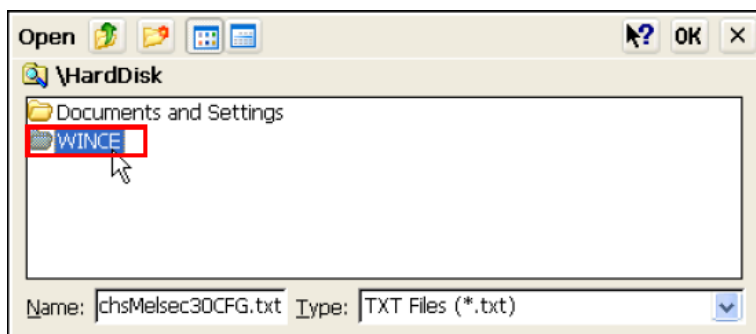 Open ? OK ×
\HardDisk
Documents and Settings
WINCE
Name: chsMelsec30CFG.txt Type: TXT Files (*.txt)